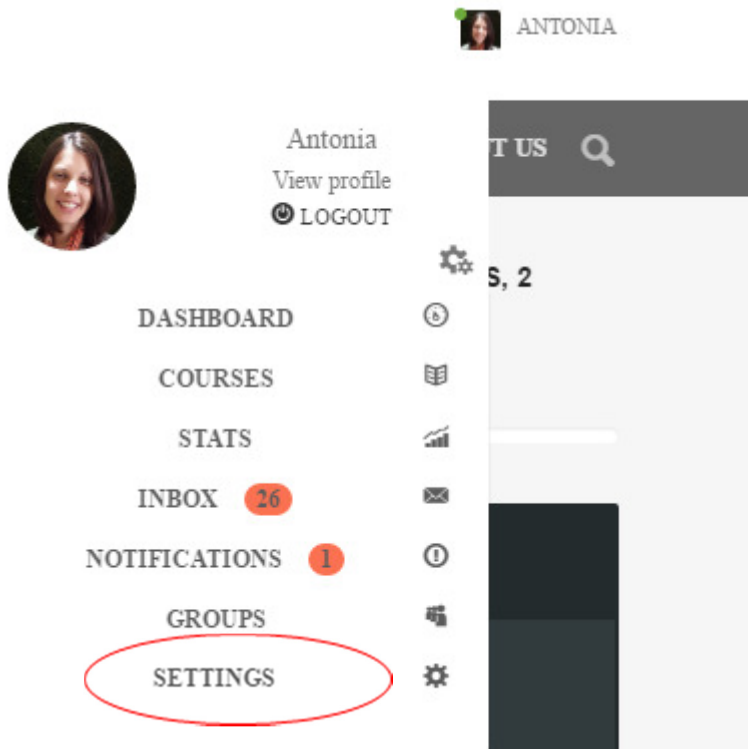 ANTONIA
Antonia
T US
View profile
LOGOUT
S, 2
DASHBOARD
COURSES
STATS
INBOX 26
NOTIFICATIONS 1
GROUPS
SETTINGS